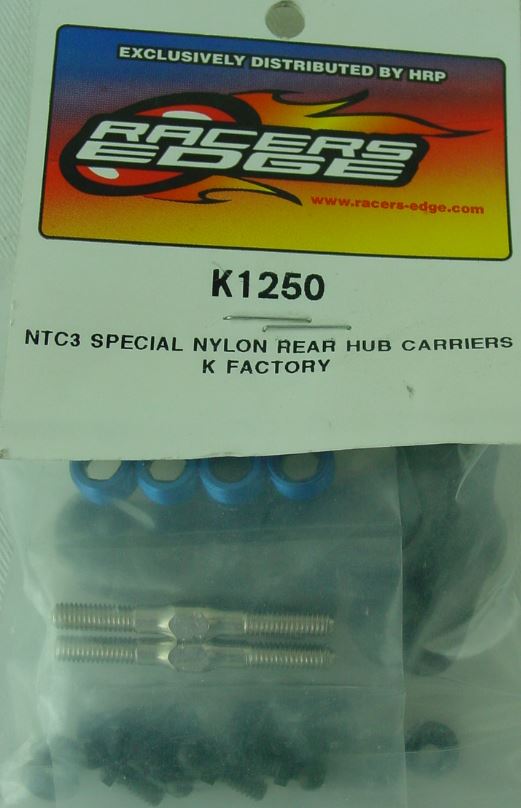 EXCLUSIVELY DISTRIBUTED BY HRP
RACERS
EDGE
www.racers-edge.com
K1250
NTC3 SPECIAL NYLON REAR HUB CARRIERS
K FACTORY